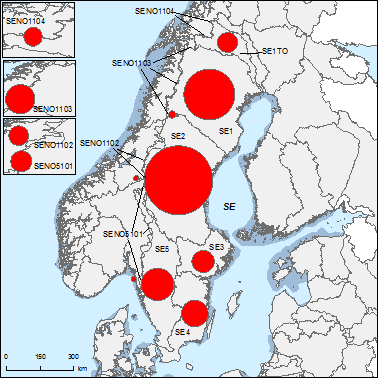 SENO1104
SENO1104
SE1TO
SENO1103
SENO1103
SE2
SE1
SENO1102
SENO1102
SENO5101
SE
SENO5101
SE5
SE3
SE4
0 150 300
km